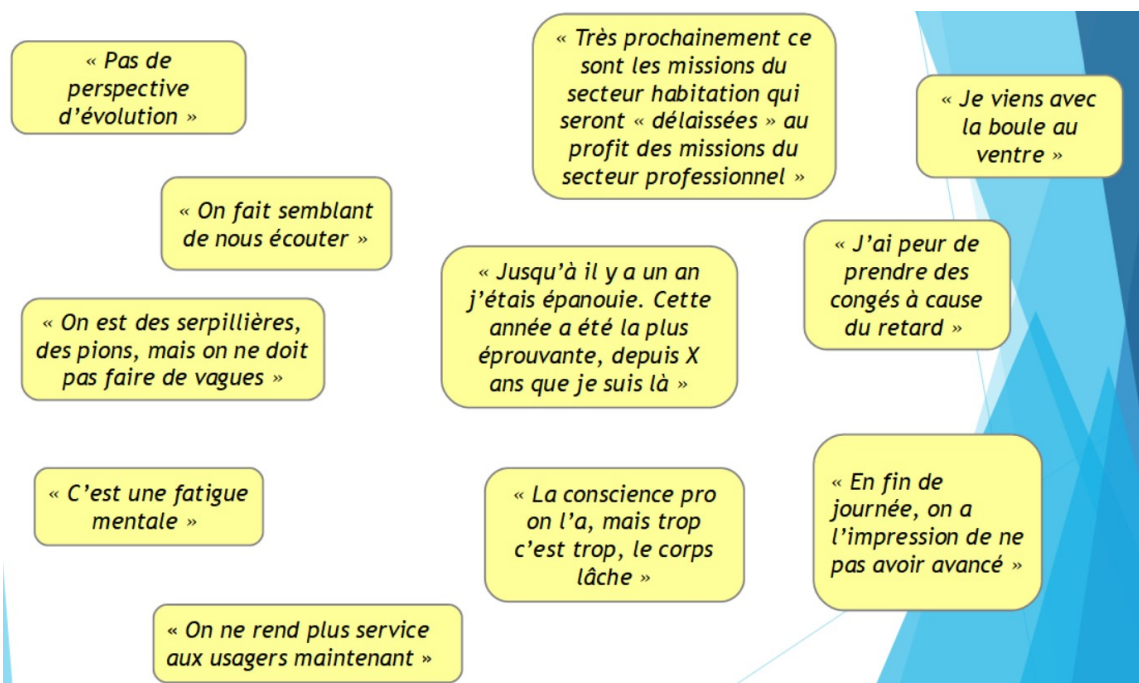 « Pas de
perspective
d’évolution »
« Très prochainement ce
sont les missions du
secteur habitation qui
seront « délaissées » au
profit des missions du
secteur professionnel »
« Je viens avec
la boule au
ventre »
« On fait semblant
de nous écouter »
« Jusqu’à il y a un an
j’étais épanouie. Cette
année a été la plus
éprouvante, depuis X
ans que je suis là »
« J’ai peur de
prendre des
congés à cause
du retard »
« On est des serpillières,
des pions, mais on ne doit
pas faire de vagues »
« C’est une fatigue
mentale »
« La conscience pro
on l’a, mais trop
c’est trop, le corps
lâche »
« En fin de
journée, on a
l’impression de ne
pas avoir avancé »
« On ne rend plus service
aux usagers maintenant »